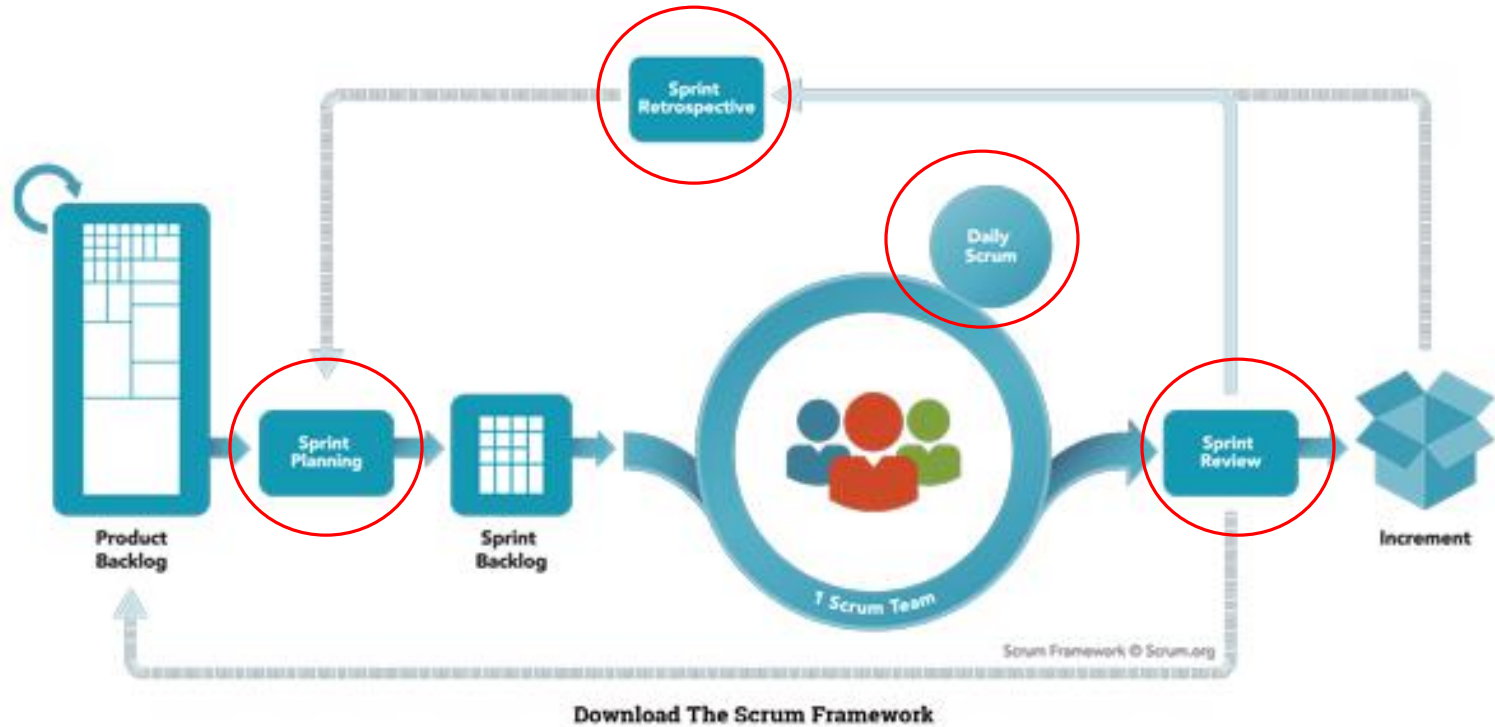 Sprint
Retrospective
Daily
Scrum
Sprint
Planning
Sprint
Review
Product
Backlog
Sprint
Backlog
Increment
1 Scrum Team
Scrum Framework © Scrum.org
Download The Scrum Framework